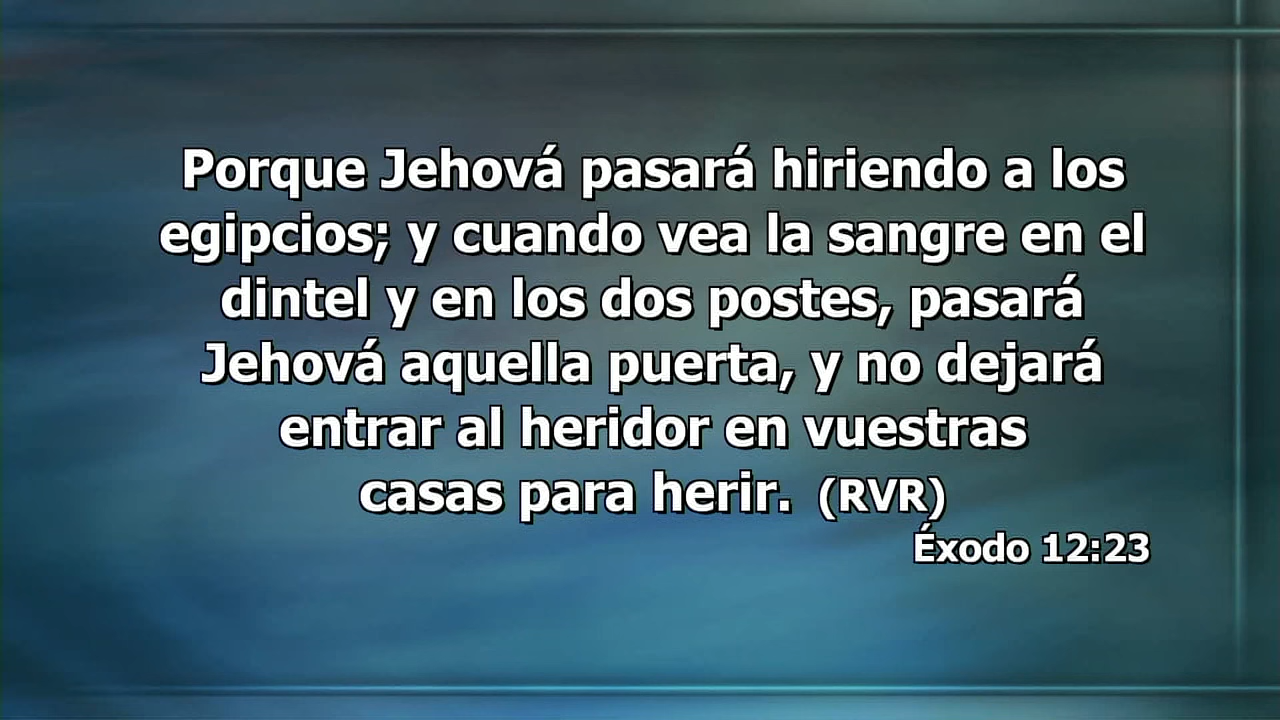 Porque Jehová pasará hiriendo a los
egipcios; y cuando vea la sangre en el
dintel y en los dos postes, pasará
Jehová aquella puerta, y no dejará
entrar al heridor en vuestras
casas para herir. (RVR)
Éxodo 12:23